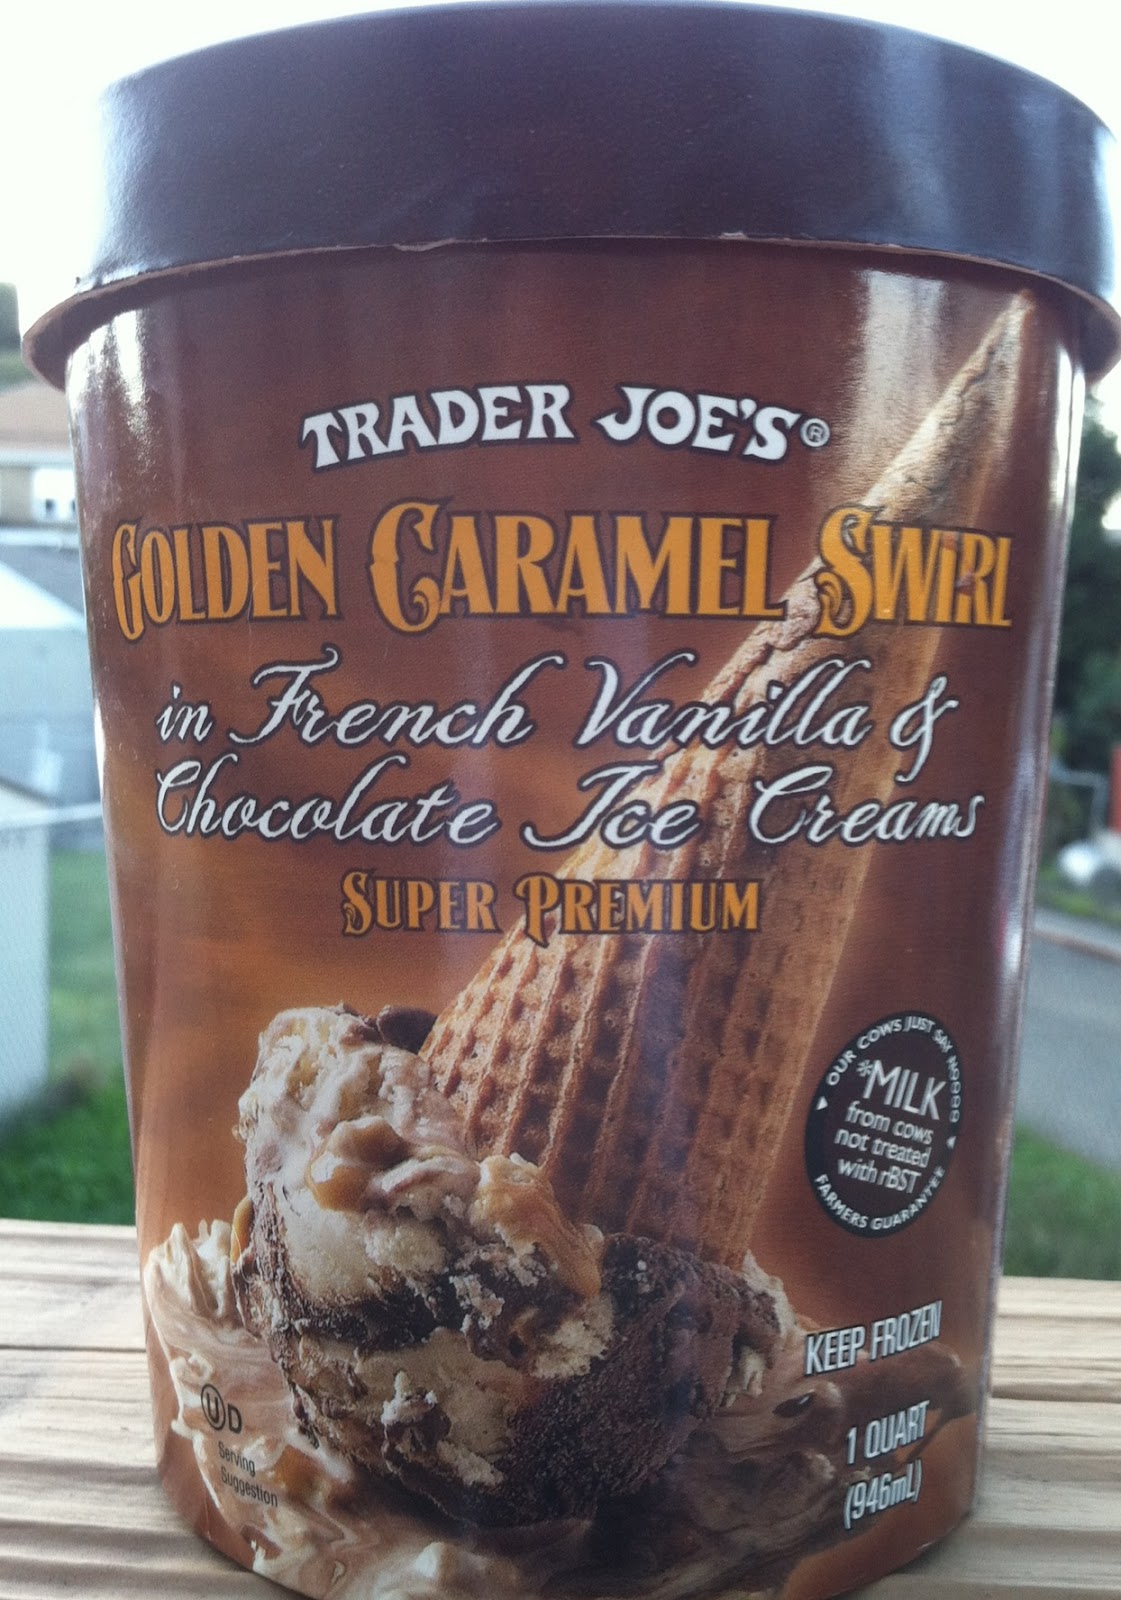 TRADER JOE'S®
GOLDEN CARAMEL SWIRL
in French Vanilla &
Chocolate Ice Creams
SUPER PREMIUM
OUR COWS JUST SAY
*MILK
from cows
not treated
with rBST
FARMERS GUARANTEE
KEEP FROZEN
1 QUART
(946mL)
U D
Serving
Suggestion